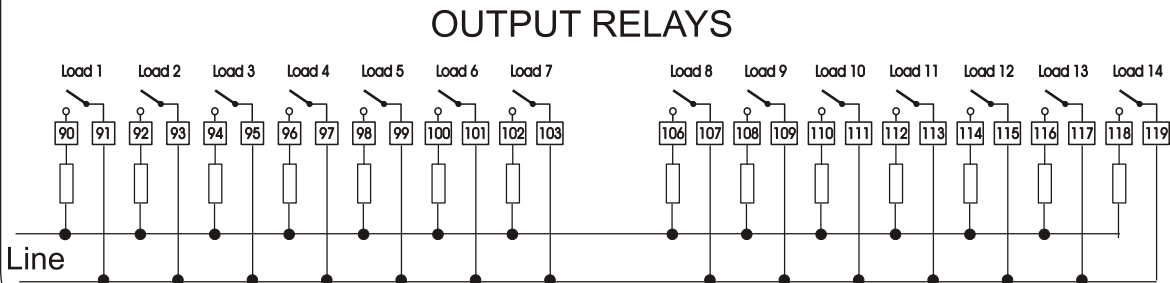 OUTPUT RELAYS
Load 1 Load 2 Load 3 Load 4 Load 5 Load 6 Load 7 Load 8 Load 9 Load 10 Load 11 Load 12 Load 13 Load 14
90 91 92 93 94 95 96 97 98 99 100 101 102 103 106 107 108 109 110 111 112 113 114 115 116 117 118 119
Line